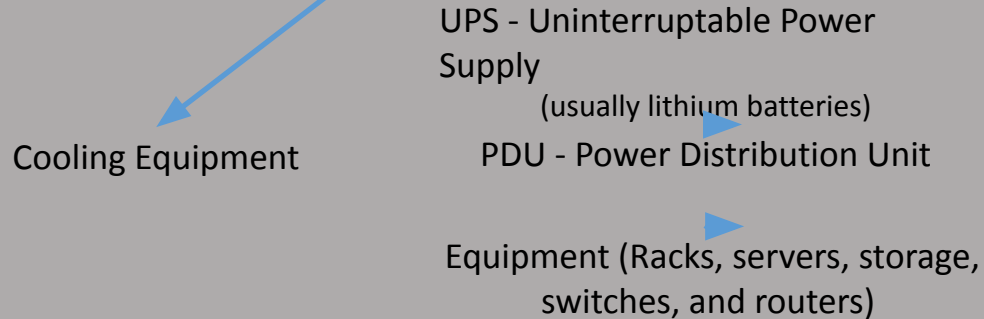 UPS - Uninterruptable Power
Supply
(usually lithium batteries)
Cooling Equipment
PDU - Power Distribution Unit
Equipment (Racks, servers, storage,
switches, and routers)